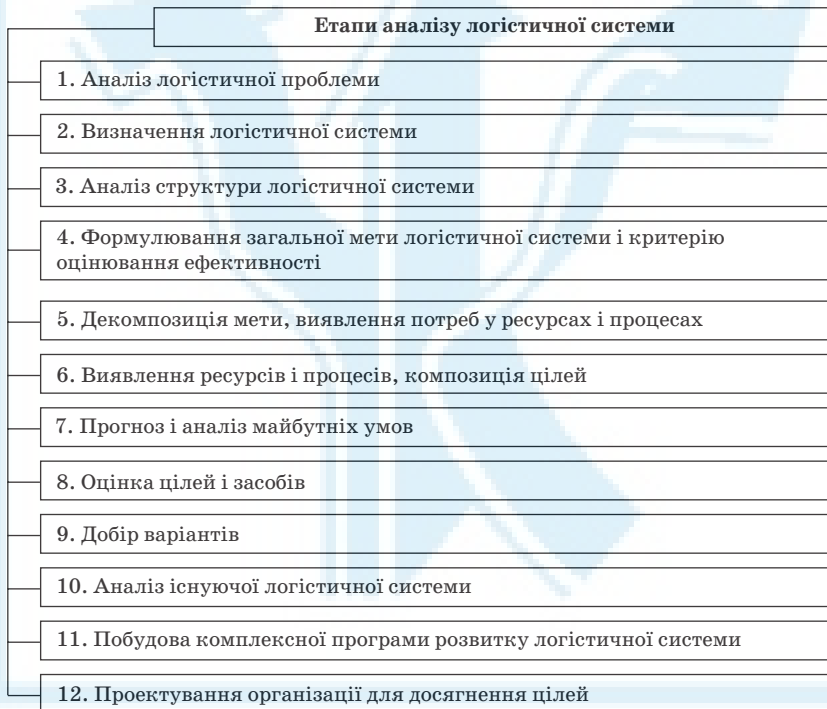 Етапи аналізу логістичної системи
1. Аналіз логістичної проблеми
2. Визначення логістичної системи
3. Аналіз структури логістичної системи
4. Формулювання загальної мети логістичної системи і критерію
оцінювання ефективності
5. Декомпозиція мети, виявлення потреб у ресурсах і процесах
6. Виявлення ресурсів і процесів, композиція цілей
7. Прогноз і аналіз майбутніх умов
8. Оцінка цілей і засобів
9. Добір варіантів
10. Аналіз існуючої логістичної системи
11. Побудова комплексної програми розвитку логістичної системи
12. Проектування організації для досягнення цілей